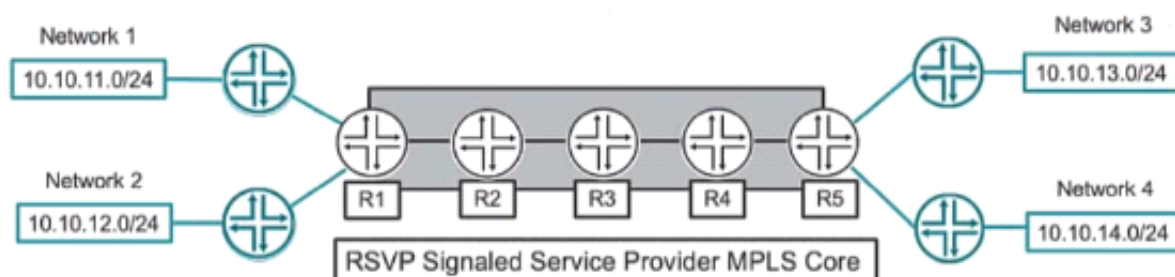 Network 1
10.10.11.0/24
Network 2
10.10.12.0/24
R1
R2
R3
R4
R5
RSVP Signaled Service Provider MPLS Core
Network 3
10.10.13.0/24
Network 4
10.10.14.0/24